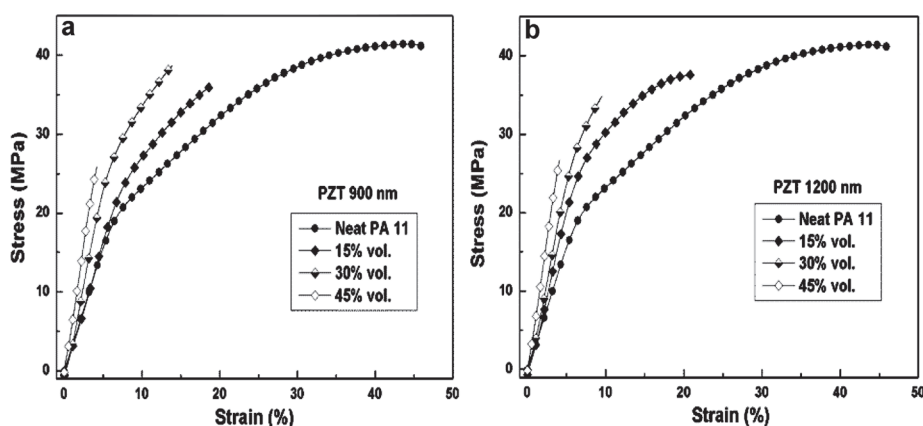 a
40
30
20
10
0
Stress (MPa)
PZT 900 nm
Neat PA 11
15% vol.
30% vol.
45% vol.
0 10 20 30 40 50
Strain (%)
b
40
30
20
10
0
Stress (MPa)
PZT 1200 nm
Neat PA 11
15% vol.
30% vol.
45% vol.
0 10 20 30 40 50
Strain (%)